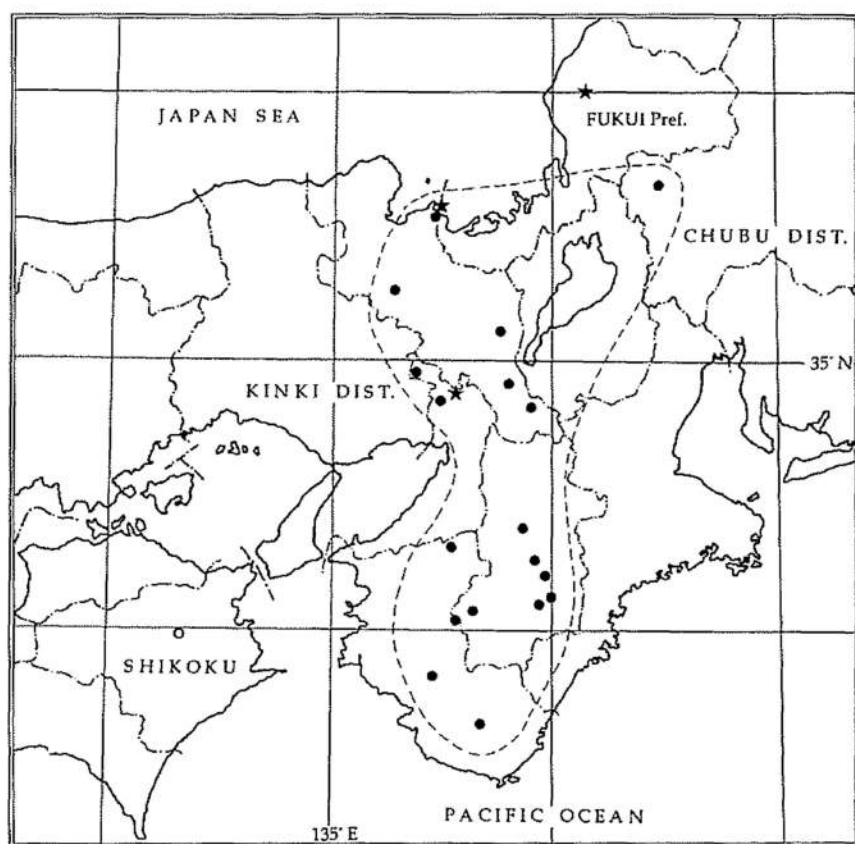 JAPAN SEA
FUKUI Pref.
CHUBU DIST.
35° N
KINKI DIST.
SHIKOKU
135° E
PACIFIC OCEAN